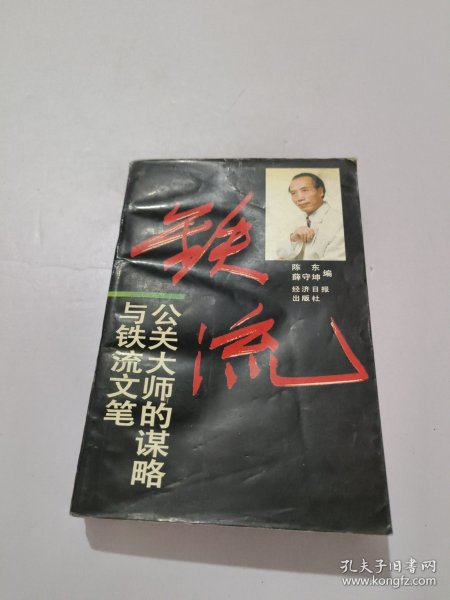 铁流
陈东
薛守坤 编
经济日报
出版社
公关大师的谋略
与铁流文笔
孔夫子旧书网
www.kongfz.com